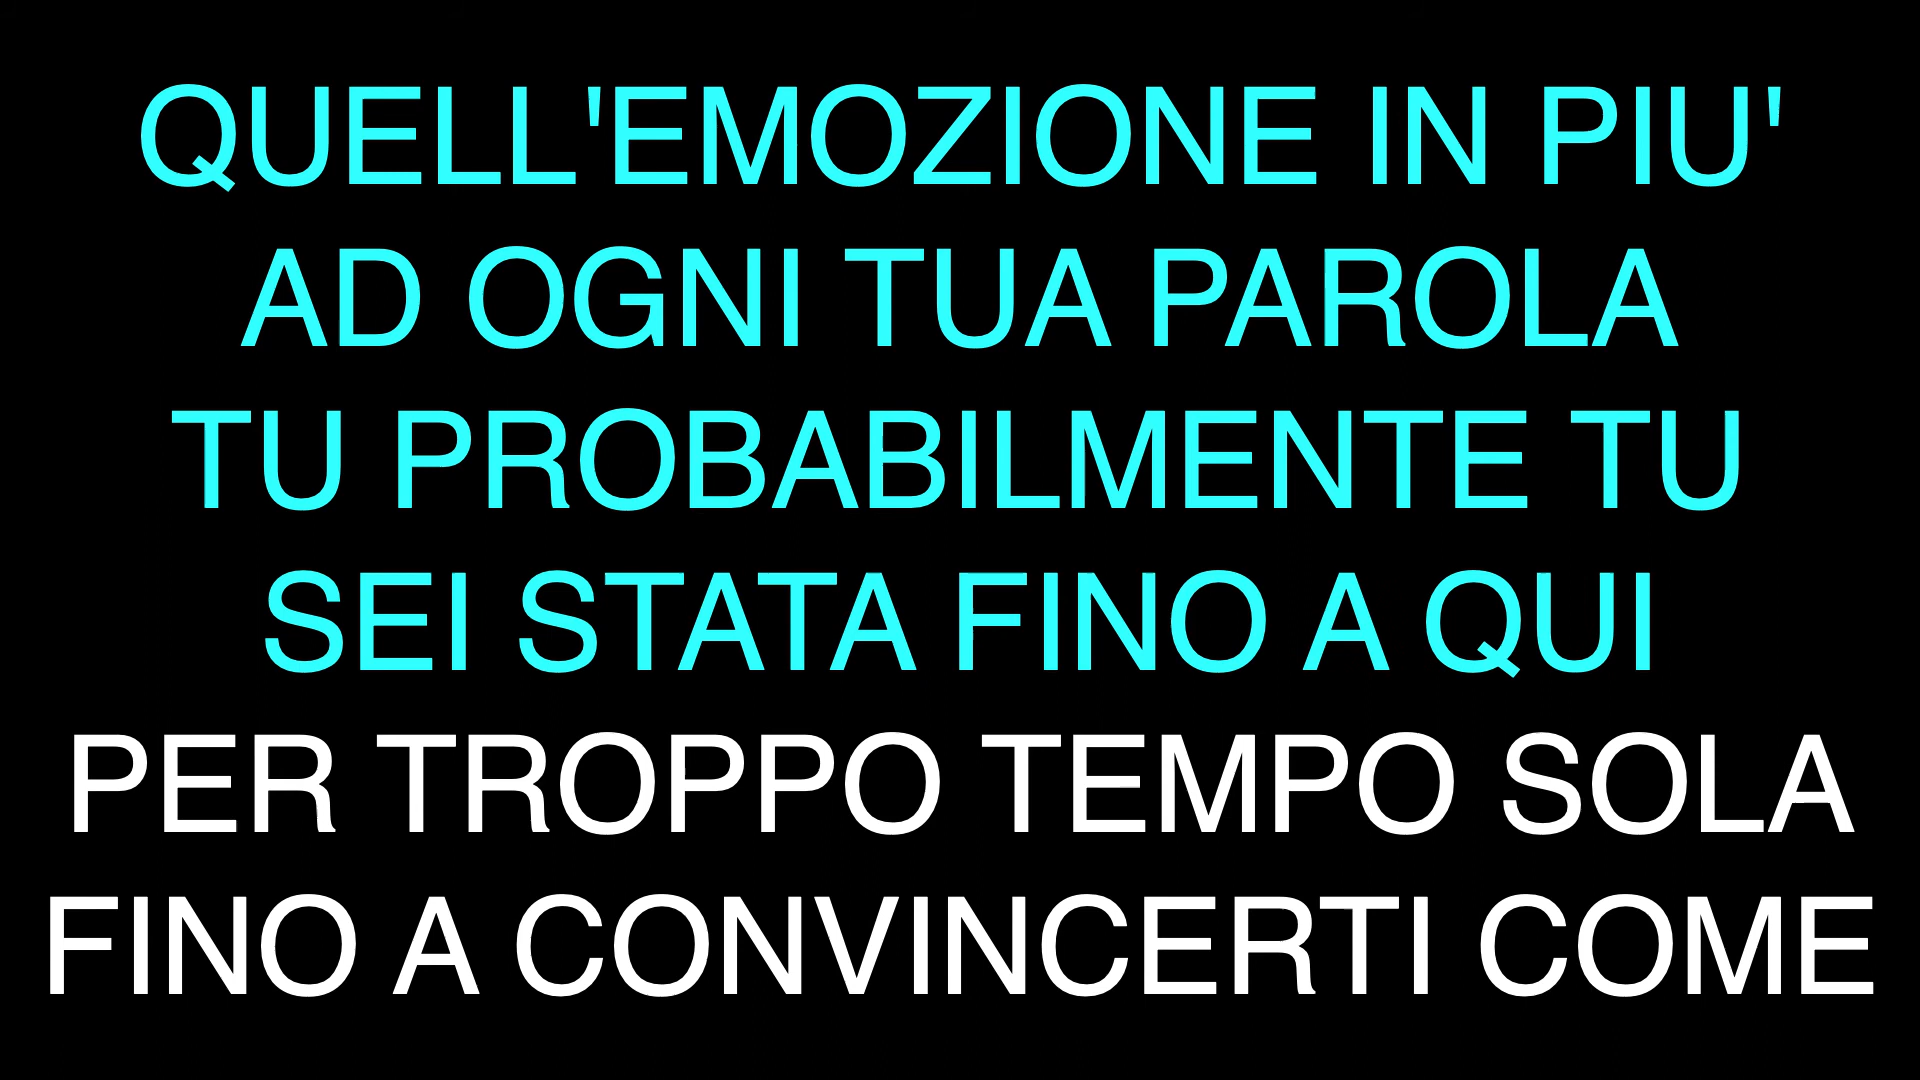 QUELL'EMOZIONE IN PIU'
AD OGNI TUA PAROLA
TU PROBABILMENTE TU
SEI STATA FINO A QUI
PER TROPPO TEMPO SOLA
FINO A CONVINCERTI COME